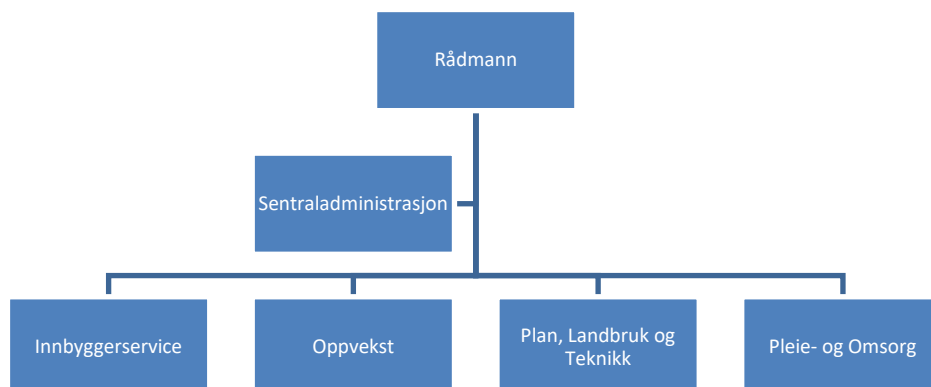 Rådmann
Sentraladministrasjon
Innbyggerservice
Oppvekst
Plan, Landbruk og
Teknikk
Pleie- og Omsorg